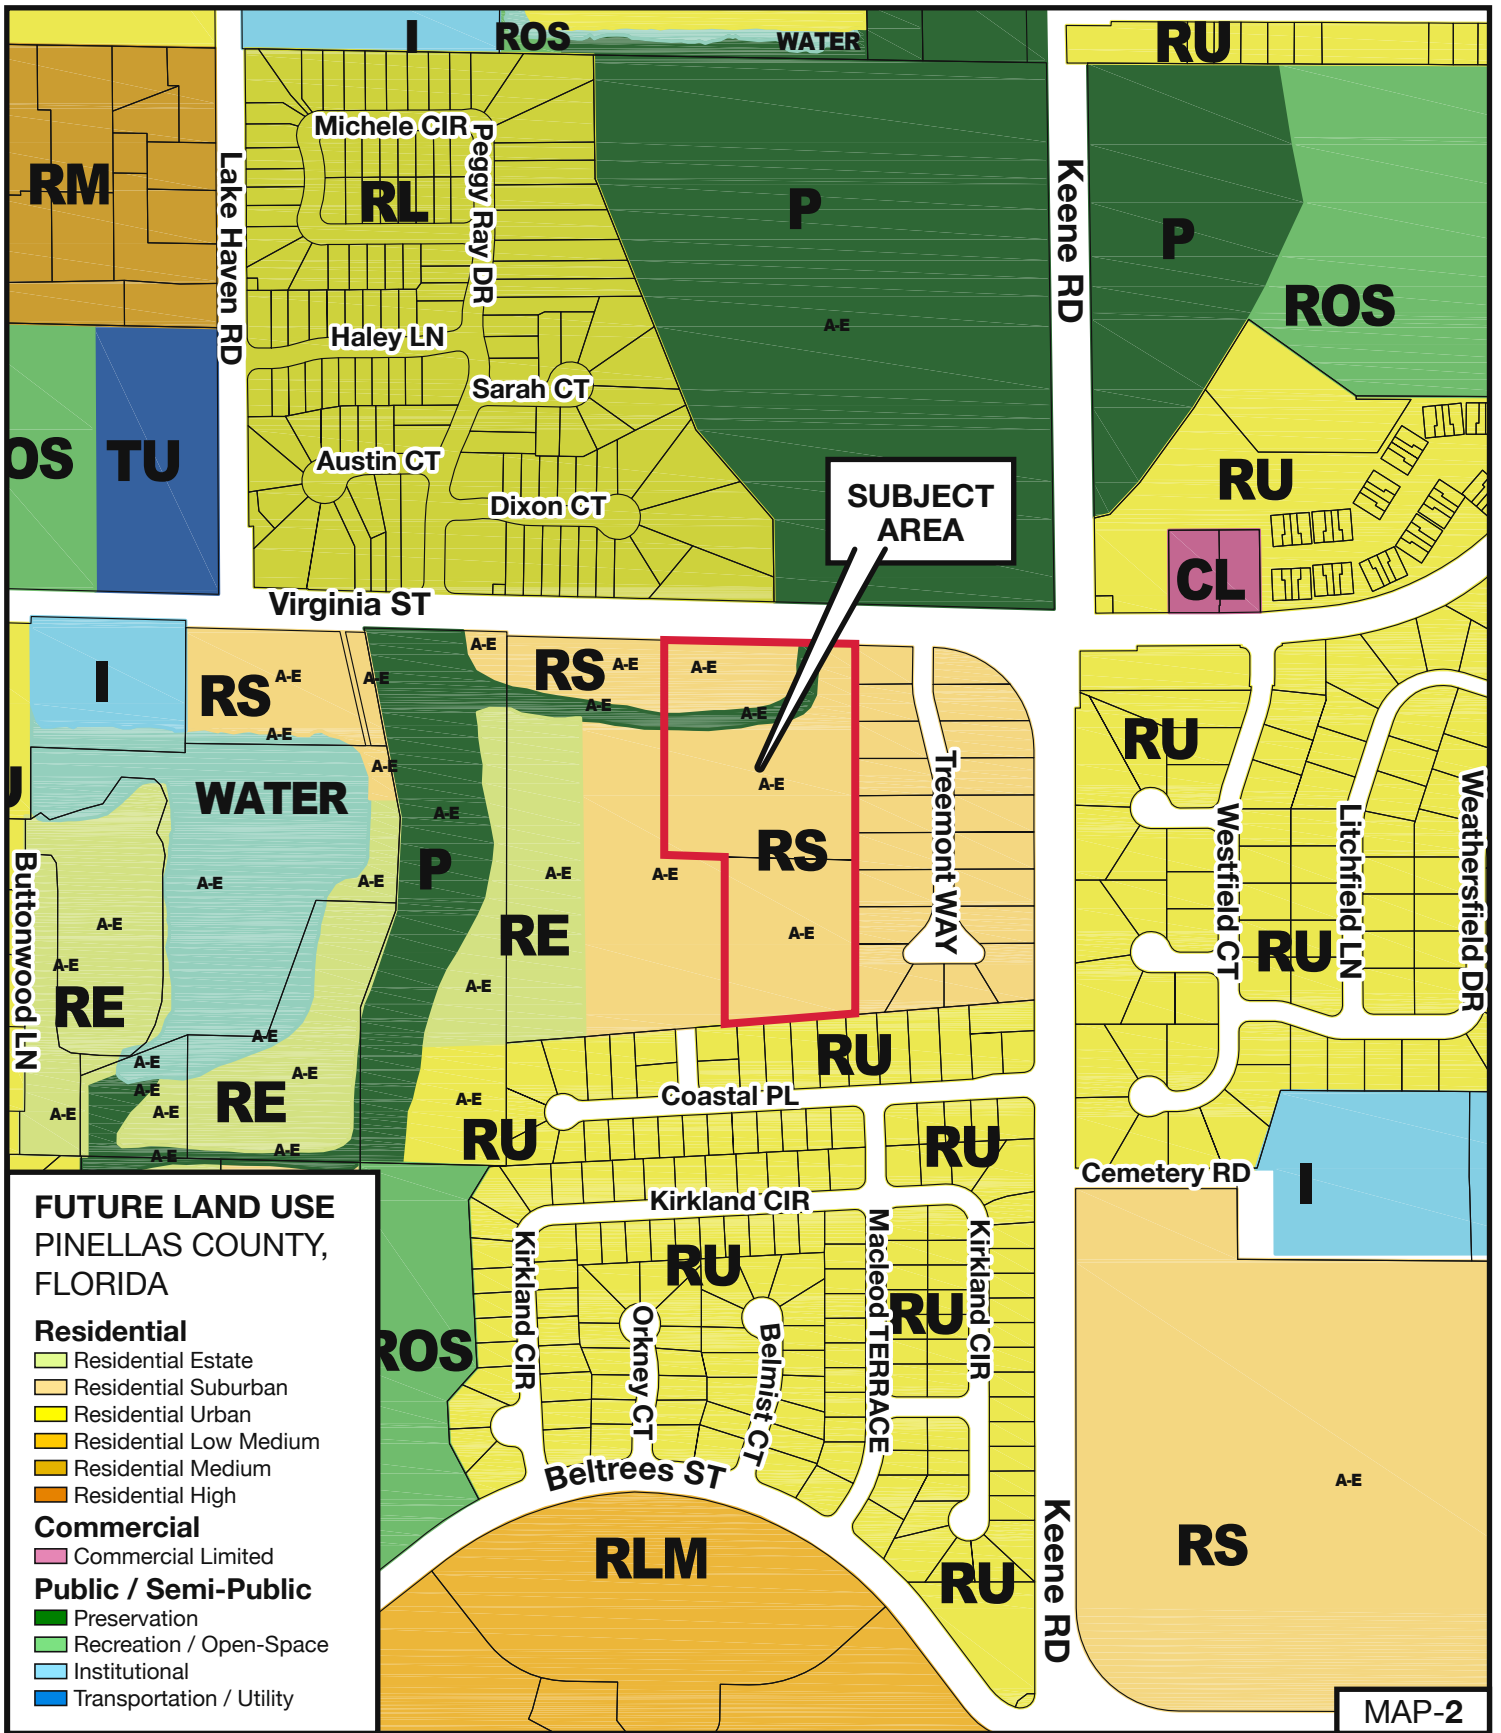 I
ROS
WATER
RU
Michele CIR
Peggy Ray DR
Lake Haven RD
Keene RD
RM
RL
P
P
ROS
A-E
Haley LN
Sarah CT
OS
TU
Austin CT
Dixon CT
SUBJECT
AREA
RU
CL
Virginia ST
I
RS
A-E
A-E
A-E
A-E
RS
A-E
A-E
A-E
A-E
A-E
WATER
A-E
A-E
P
A-E
RE
A-E
A-E
A-E
A-E
RS
A-E
Treemont WAY
RU
Westfield CT
Litchfield LN
Weathersfield DR
RU
U
Buttonwood LN
A-E
A-E
RE
A-E
A-E
A-E
A-E
A-E
RE
A-E
A-E
A-E
A-E
A-E
RU
RU
Coastal PL
RU
Cemetery RD
I
Kirkland CIR
Kirkland CIR
RU
Macleod TERRACE
Kirkland CIR
RU
Orkney CT
Belmist CT
ROS
Beltrees ST
RLM
RU
Keene RD
A-E
RS
FUTURE LAND USE
PINELLAS COUNTY,
FLORIDA
Residential
Residential Estate
Residential Suburban
Residential Urban
Residential Low Medium
Residential Medium
Residential High
Commercial
Commercial Limited
Public / Semi-Public
Preservation
Recreation / Open-Space
Institutional
Transportation / Utility
MAP-2